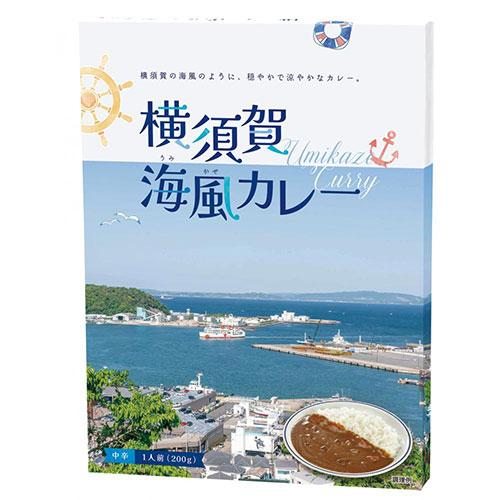 横須賀の海風のように、穏やかで涼やかなカレー。
横須賀
Umikaze
Curry
うみ かぜ
海風カレー
中辛 1人前(200g)
調理例